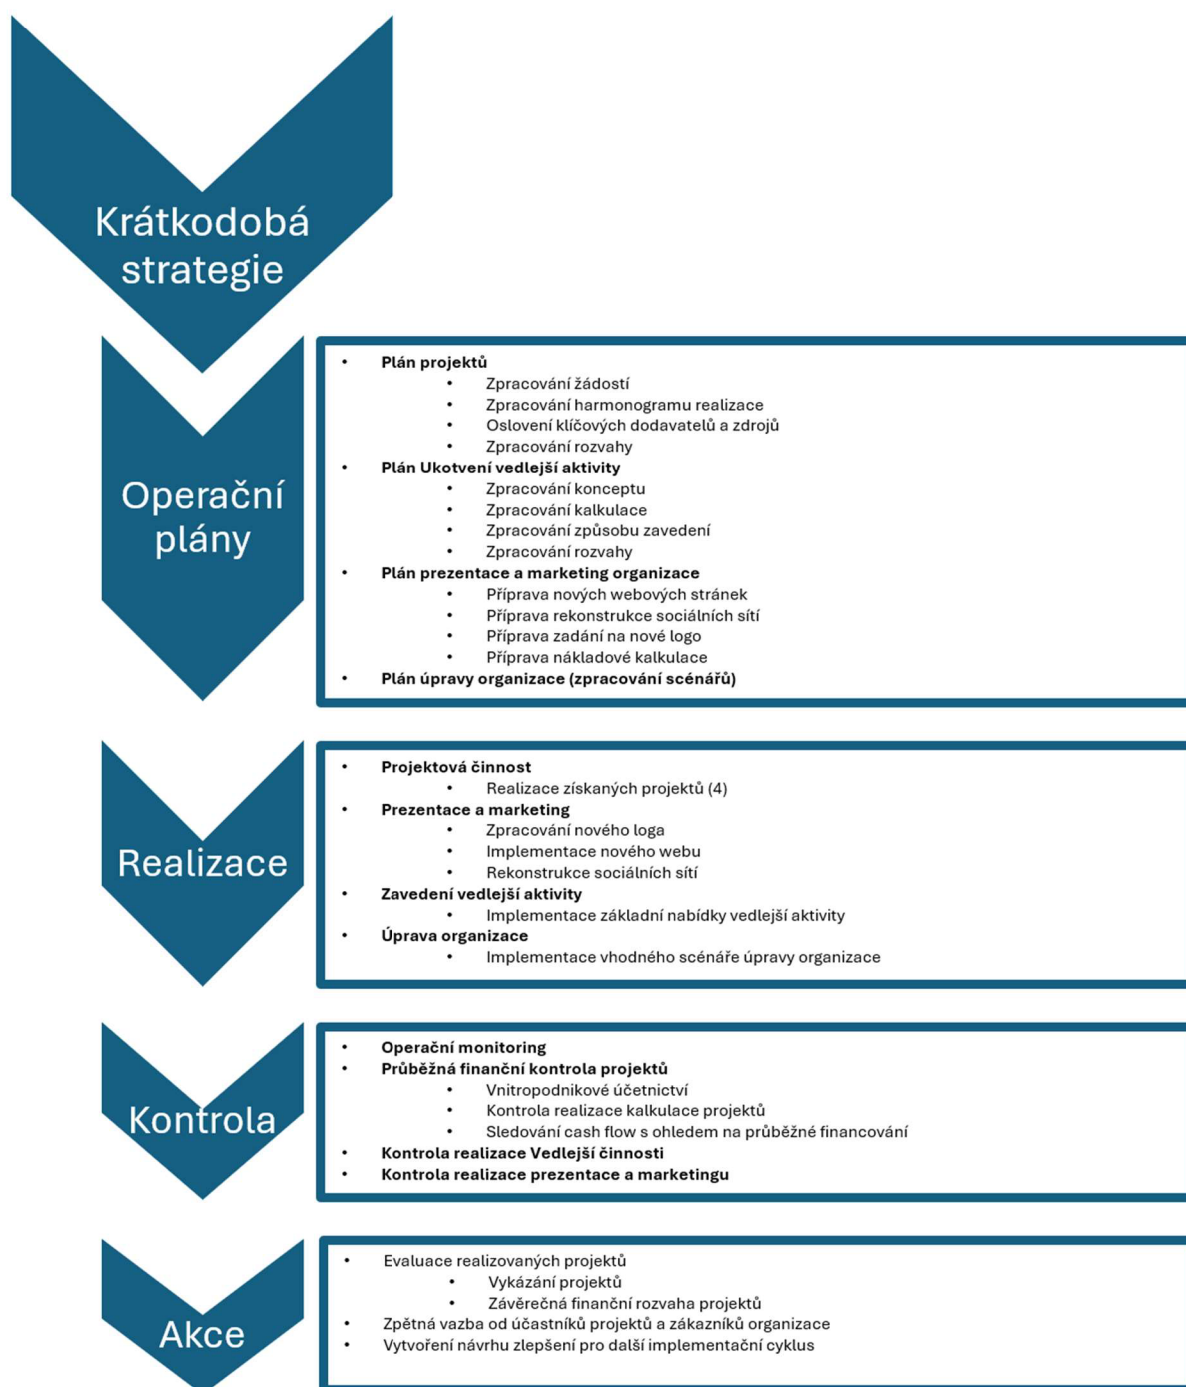 Krátkodobá
strategie
Operační
plány
• Plán projektů
• Zpracování žádostí
• Zpracování harmonogramu realizace
• Oslovení klíčových dodavatelů a zdrojů
• Zpracování rozvahy
• Plán Ukotvení vedlejší aktivity
• Zpracování konceptu
• Zpracování kalkulace
• Zpracování způsobu zavedení
• Zpracování rozvahy
• Plán prezentace a marketing organizace
• Příprava nových webových stránek
• Příprava rekonstrukce sociálních sítí
• Příprava zadání na nové logo
• Příprava nákladové kalkulace
• Plán úpravy organizace (zpracování scénářů)
Realizace
• Projektová činnost
• Realizace získaných projektů (4)
• Prezentace a marketing
• Zpracování nového loga
• Implementace nového webu
• Rekonstrukce sociálních sítí
• Zavedení vedlejší aktivity
• Implementace základní nabídky vedlejší aktivity
• Úprava organizace
• Implementace vhodného scénáře úpravy organizace
Kontrola
• Operační monitoring
• Průběžná finanční kontrola projektů
• Vnitropodnikové účetnictví
• Kontrola realizace kalkulace projektů
• Sledování cash flow s ohledem na průběžné financování
• Kontrola realizace Vedlejší činnosti
• Kontrola realizace prezentace a marketingu
Akce
• Evaluace realizovaných projektů
• Vykázání projektů
• Závěrečná finanční rozvaha projektů
• Zpětná vazba od účastníků projektů a zákazníků organizace
• Vytvoření návrhu zlepšení pro další implementační cyklus